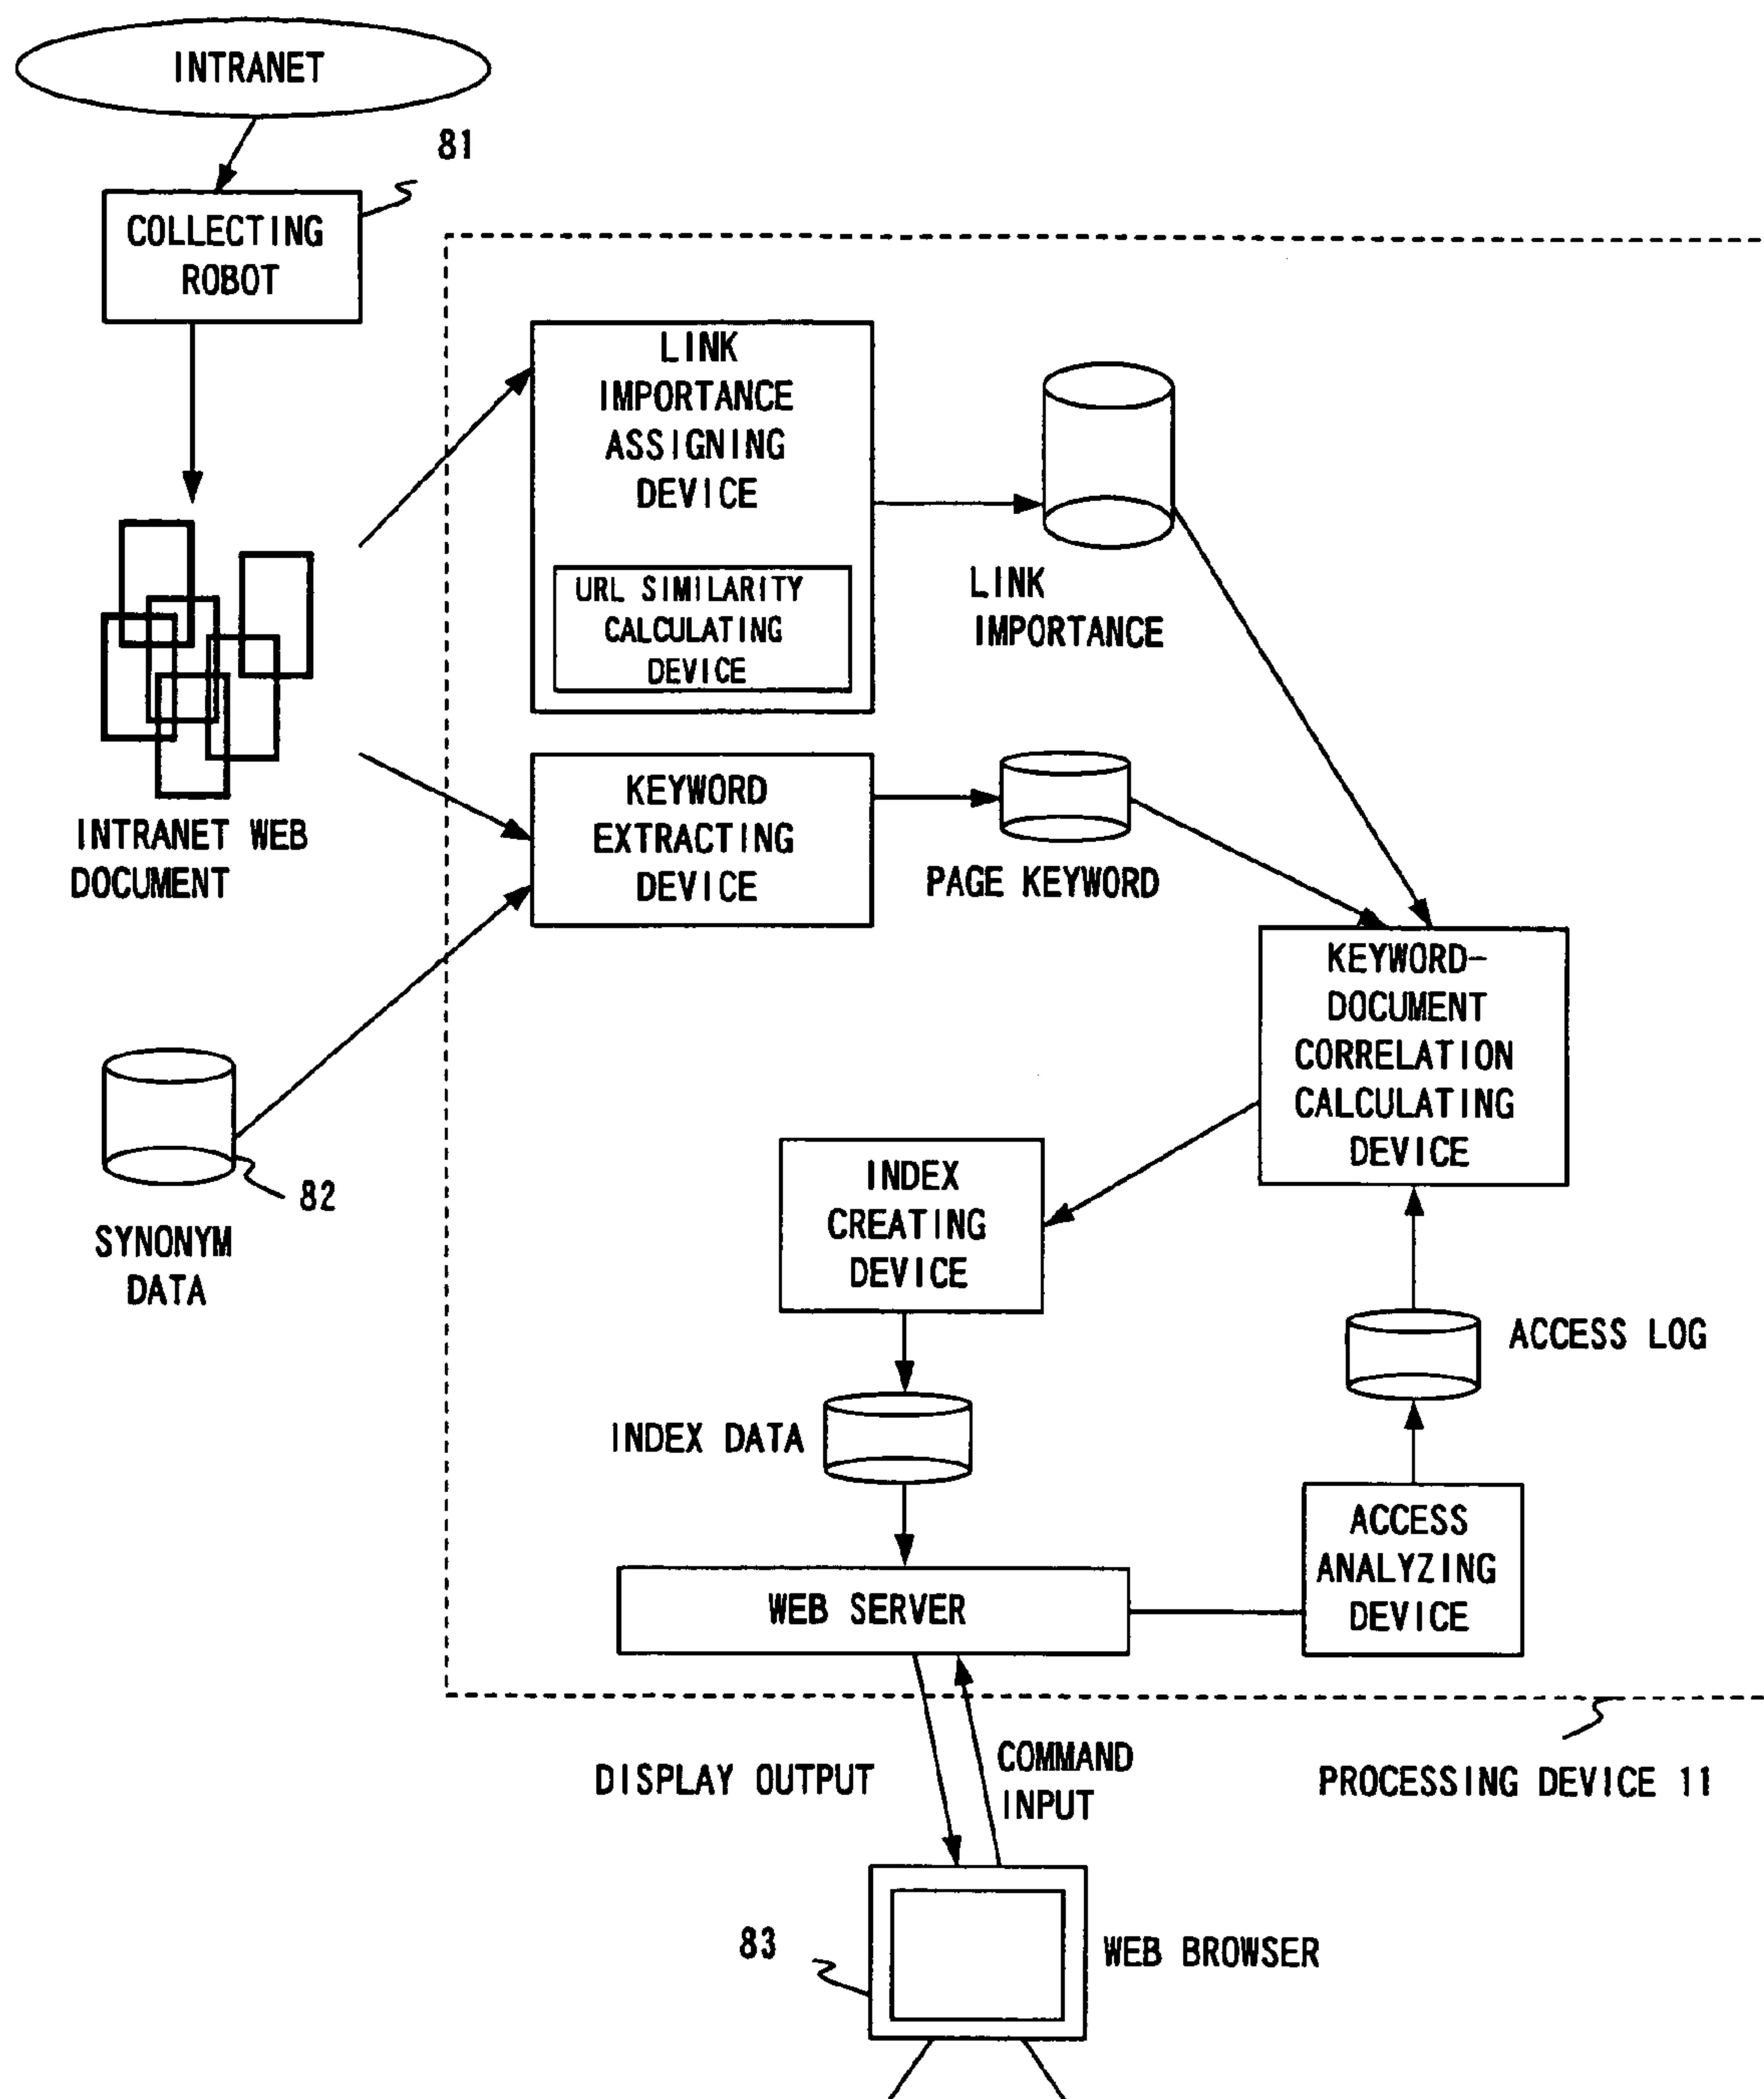 INTRANET
81
COLLECTING
ROBOT
LINK
IMPORTANCE
ASSIGNING
DEVICE
URL SIMILARITY
CALCULATING
DEVICE
LINK
IMPORTANCE
INTRANET WEB
DOCUMENT
KEYWORD
EXTRACTING
DEVICE
PAGE KEYWORD
KEYWORD-
DOCUMENT
CORRELATION
CALCULATING
DEVICE
82
SYNONYM
DATA
INDEX
CREATING
DEVICE
ACCESS LOG
INDEX DATA
ACCESS
ANALYZING
DEVICE
WEB SERVER
DISPLAY OUTPUT
COMMAND
INPUT
PROCESSING DEVICE 11
83
WEB BROWSER